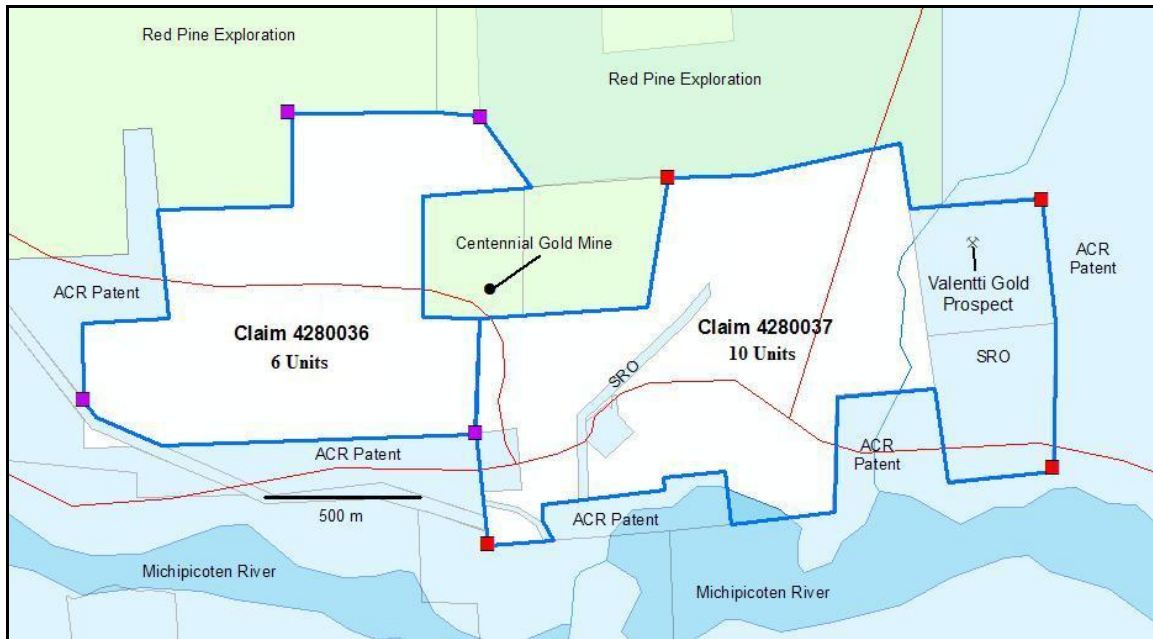 Red Pine Exploration
Red Pine Exploration
Centennial Gold Mine
ACR
Patent
ACR Patent
Valentti Gold
Prospect
Claim 4280036
6 Units
Claim 4280037
10 Units
SRO
SRO
ACR Patent
ACR
Patent
500 m
ACR Patent
Michipicoten River
Michipicoten River